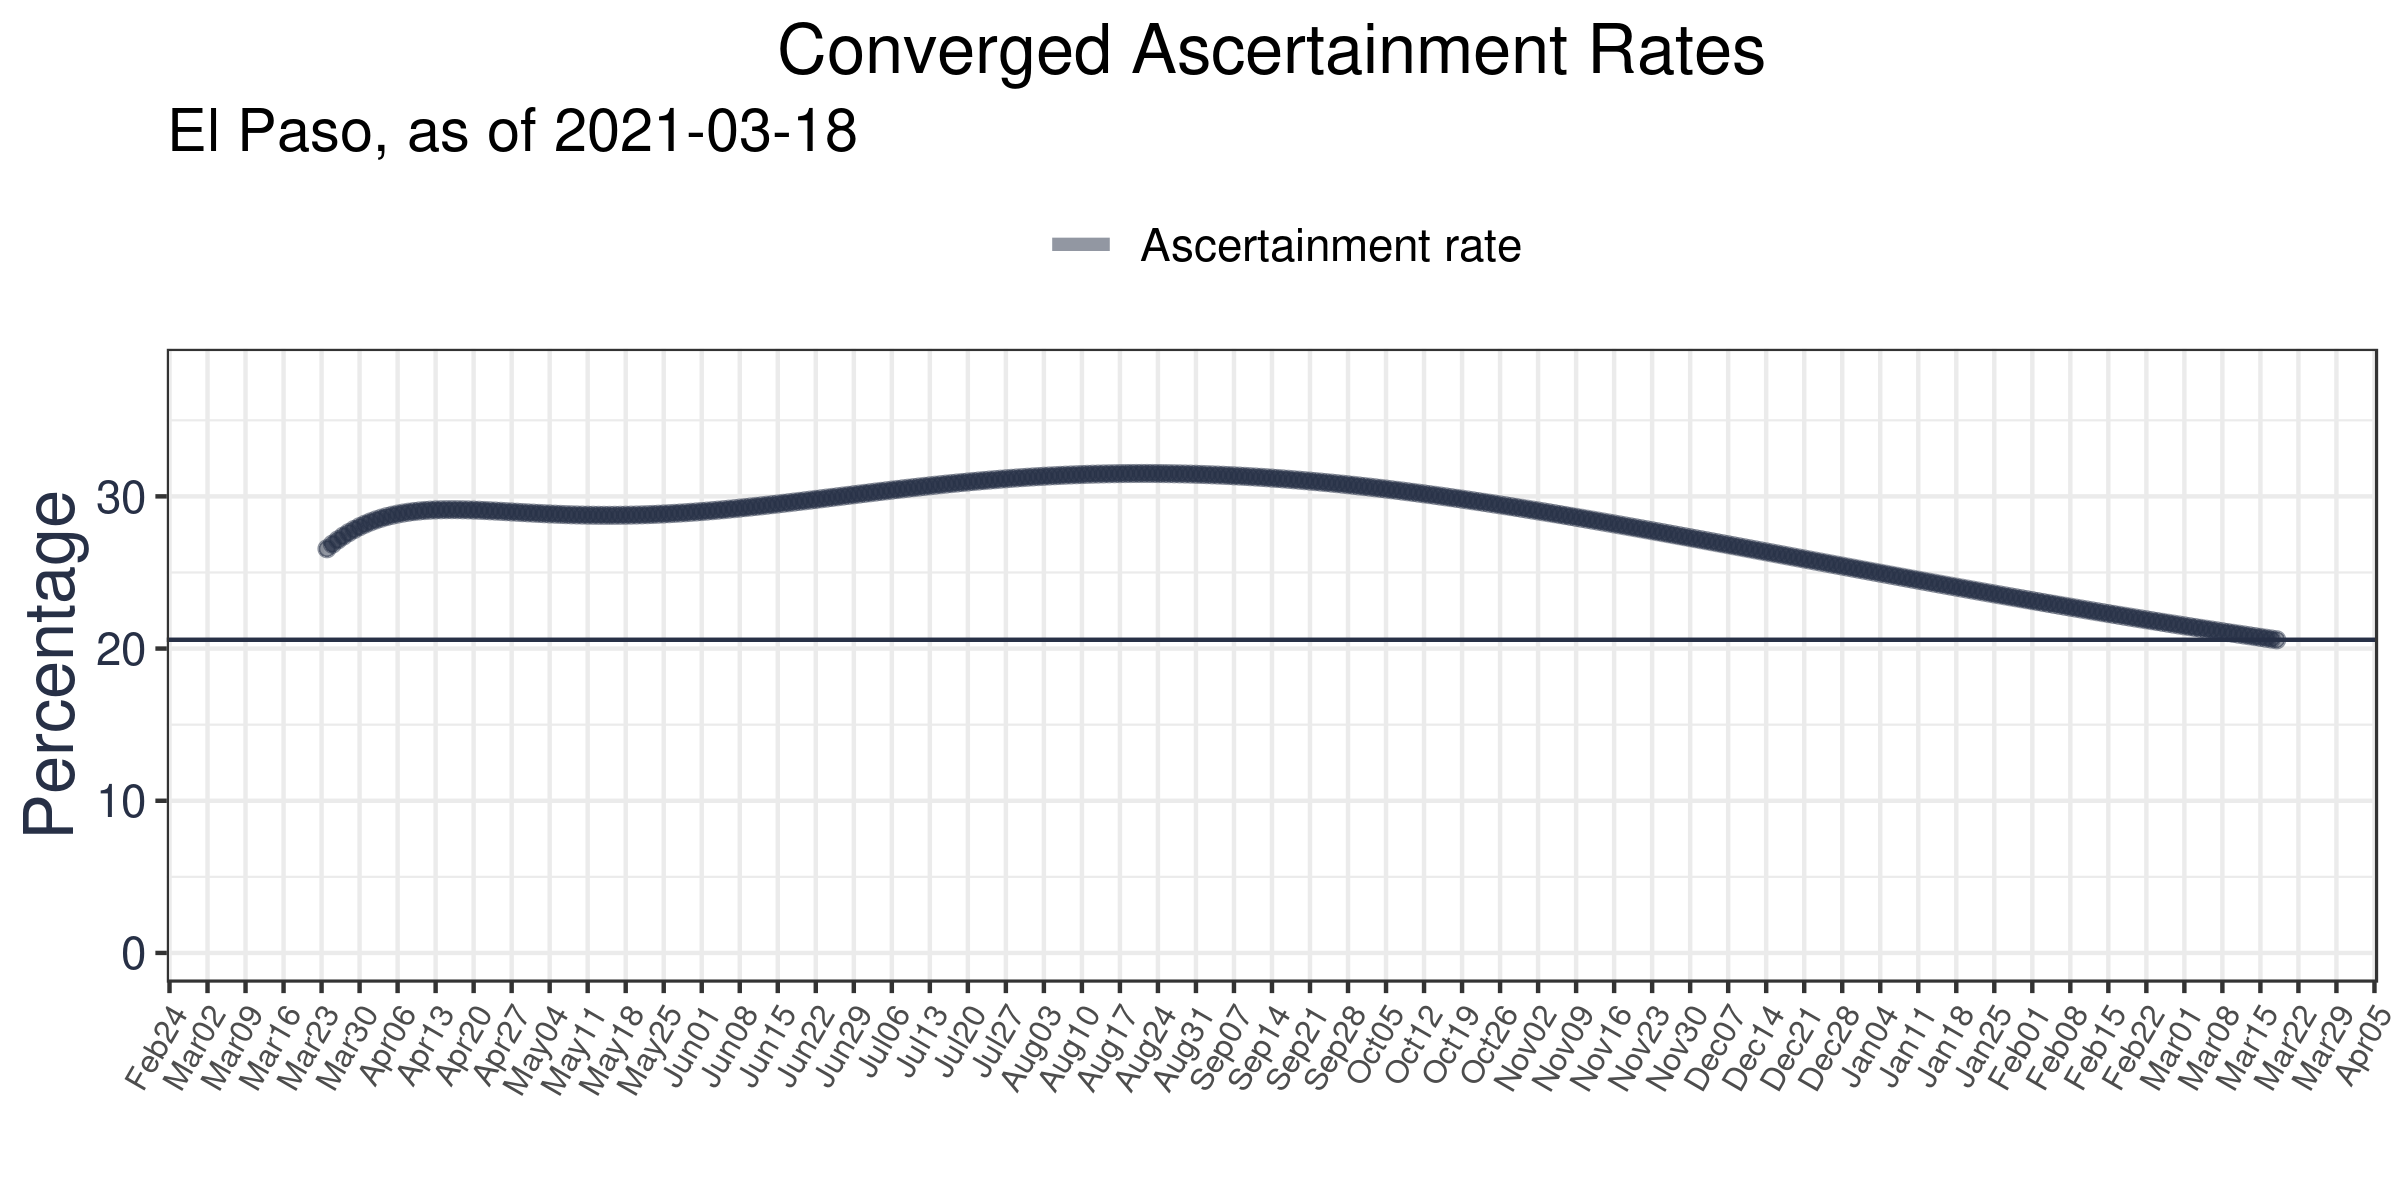 Converged Ascertainment Rates
El Paso, as of 2021-03-18
Ascertainment rate
Percentage
30
20
10
0
Feb24 Mar02 Mar09 Mar16 Mar23 Mar30 Apr06 Apr13 Apr20 Apr27 May04 May11 May18 May25 Jun01 Jun08 Jun15 Jun22 Jun29 Jul06 Jul13 Jul20 Jul27 Aug03 Aug10 Aug17 Aug24 Aug31 Sep07 Sep14 Sep21 Sep28 Oct05 Oct12 Oct19 Oct26 Nov02 Nov09 Nov16 Nov23 Nov30 Dec07 Dec14 Dec21 Dec28 Jan04 Jan11 Jan18 Jan25 Feb01 Feb08 Feb15 Feb22 Mar01 Mar08 Mar15 Mar22 Mar29 Apr05